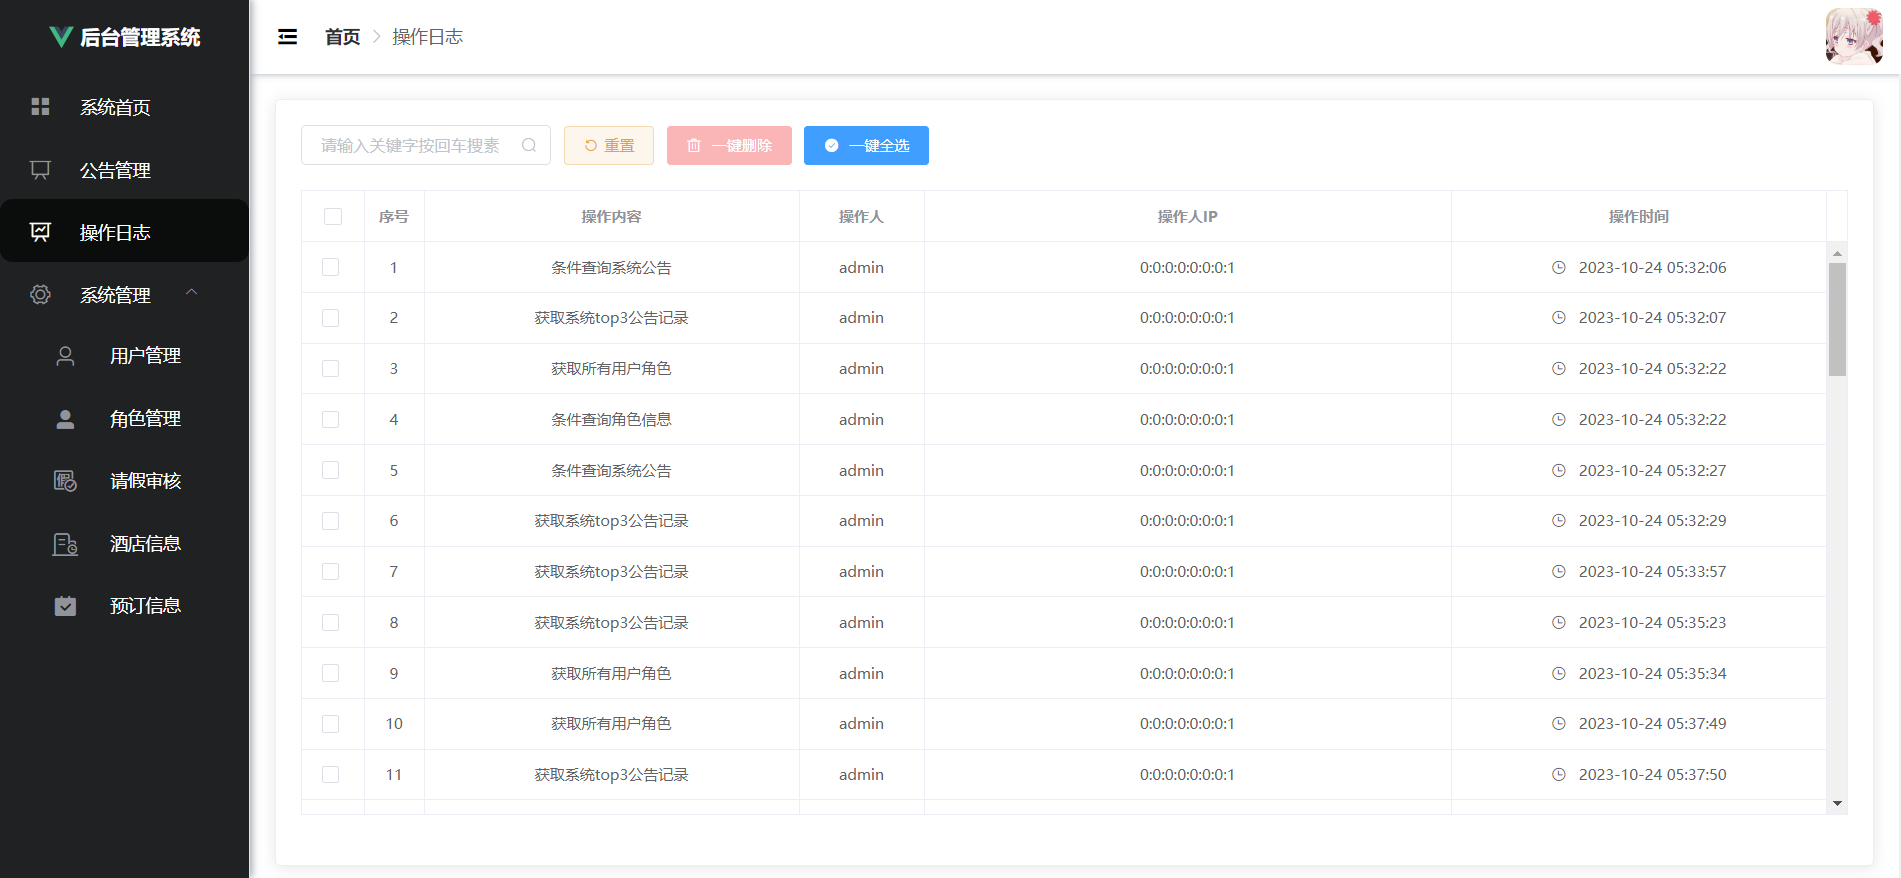 后台管理系统
首页 操作日志
系统首页
公告管理
操作日志
系统管理
用户管理
角色管理
请假审核
酒店信息
预订信息
请输入关键字按回车搜素 重置 一键删除 一键全选
序号 操作内容 操作人 操作人IP 操作时间
1 条件查询系统公告 admin 0:0:0:0:0:0:0:1 2023-10-24 05:32:06
2 获取系统top3公告记录 admin 0:0:0:0:0:0:0:1 2023-10-24 05:32:07
3 获取所有用户角色 admin 0:0:0:0:0:0:0:1 2023-10-24 05:32:22
4 条件查询角色信息 admin 0:0:0:0:0:0:0:1 2023-10-24 05:32:22
5 条件查询系统公告 admin 0:0:0:0:0:0:0:1 2023-10-24 05:32:27
6 获取系统top3公告记录 admin 0:0:0:0:0:0:0:1 2023-10-24 05:32:29
7 获取系统top3公告记录 admin 0:0:0:0:0:0:0:1 2023-10-24 05:33:57
8 获取系统top3公告记录 admin 0:0:0:0:0:0:0:1 2023-10-24 05:35:23
9 获取所有用户角色 admin 0:0:0:0:0:0:0:1 2023-10-24 05:35:34
10 获取所有用户角色 admin 0:0:0:0:0:0:0:1 2023-10-24 05:37:49
11 获取系统top3公告记录 admin 0:0:0:0:0:0:0:1 2023-10-24 05:37:50